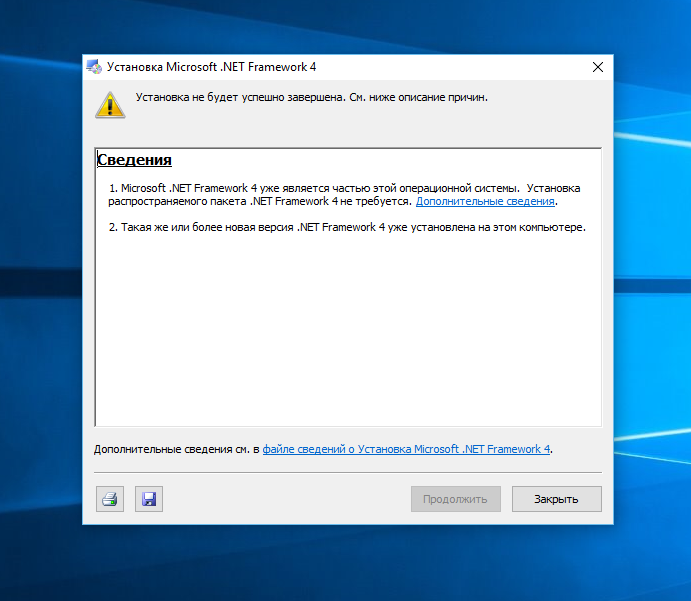 Установка Microsoft .NET Framework 4
Установка не будет успешно завершена. См. ниже описание причин.
Сведения
1. Microsoft .NET Framework 4 уже является частью этой операционной системы. Установка
распространяемого пакета .NET Framework 4 не требуется. Дополнительные сведения.
2. Такая же или более новая версия .NET Framework 4 уже установлена на этом компьютере.
Дополнительные сведения см. в файле сведений о Установка Microsoft .NET Framework 4.
Продолжить
Закрыть